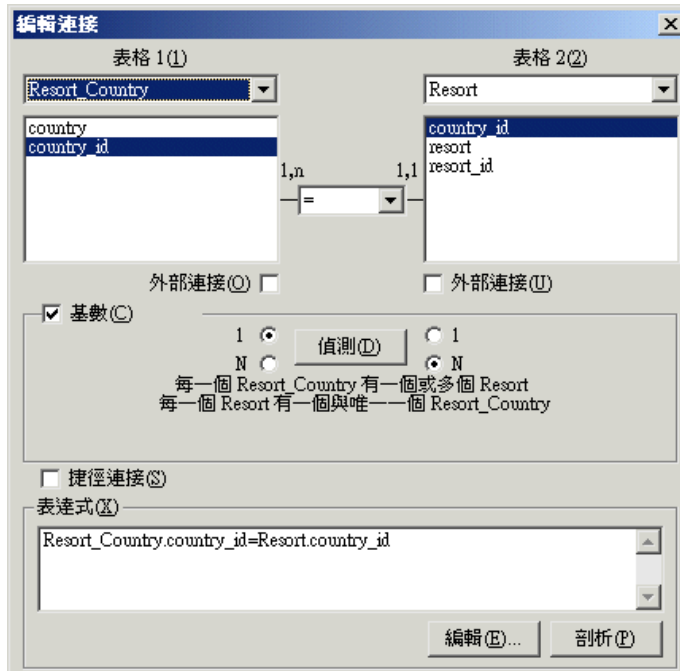 編輯連接
表格 1(1) 表格 2(2)
Resort_Country Resort
country country_id
country_id resort
1,n 1,1 resort_id
=
外部連接(O) 外部連接(U)
基數(C)
1 偵測(D) 1
N N
每一個 Resort_Country 有一個或多個 Resort
每一個 Resort 有一個與唯一一個 Resort_Country
捷徑連接(S)
表達式(X)
Resort_Country.country_id=Resort.country_id
編輯(E)... 剖析(P)